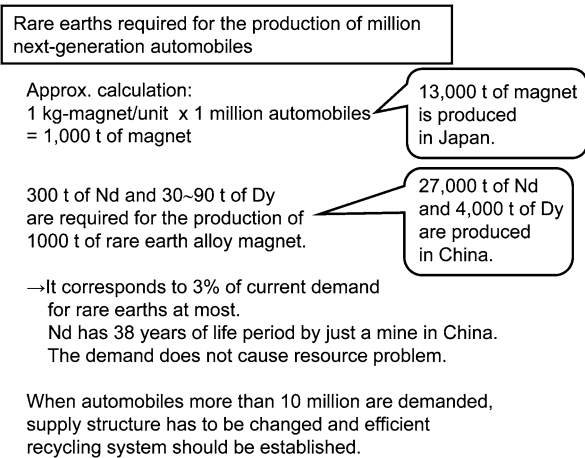 Rare earths required for the production of million
next-generation automobiles
Approx. calculation:
1 kg-magnet/unit x 1 million automobiles
= 1,000 t of magnet
13,000 t of magnet
is produced
in Japan.
300 t of Nd and 30~90 t of Dy
are required for the production of
1000 t of rare earth alloy magnet.
27,000 t of Nd
and 4,000 t of Dy
are produced
in China.
→It corresponds to 3% of current demand
for rare earths at most.
Nd has 38 years of life period by just a mine in China.
The demand does not cause resource problem.
When automobiles more than 10 million are demanded,
supply structure has to be changed and efficient
recycling system should be established.